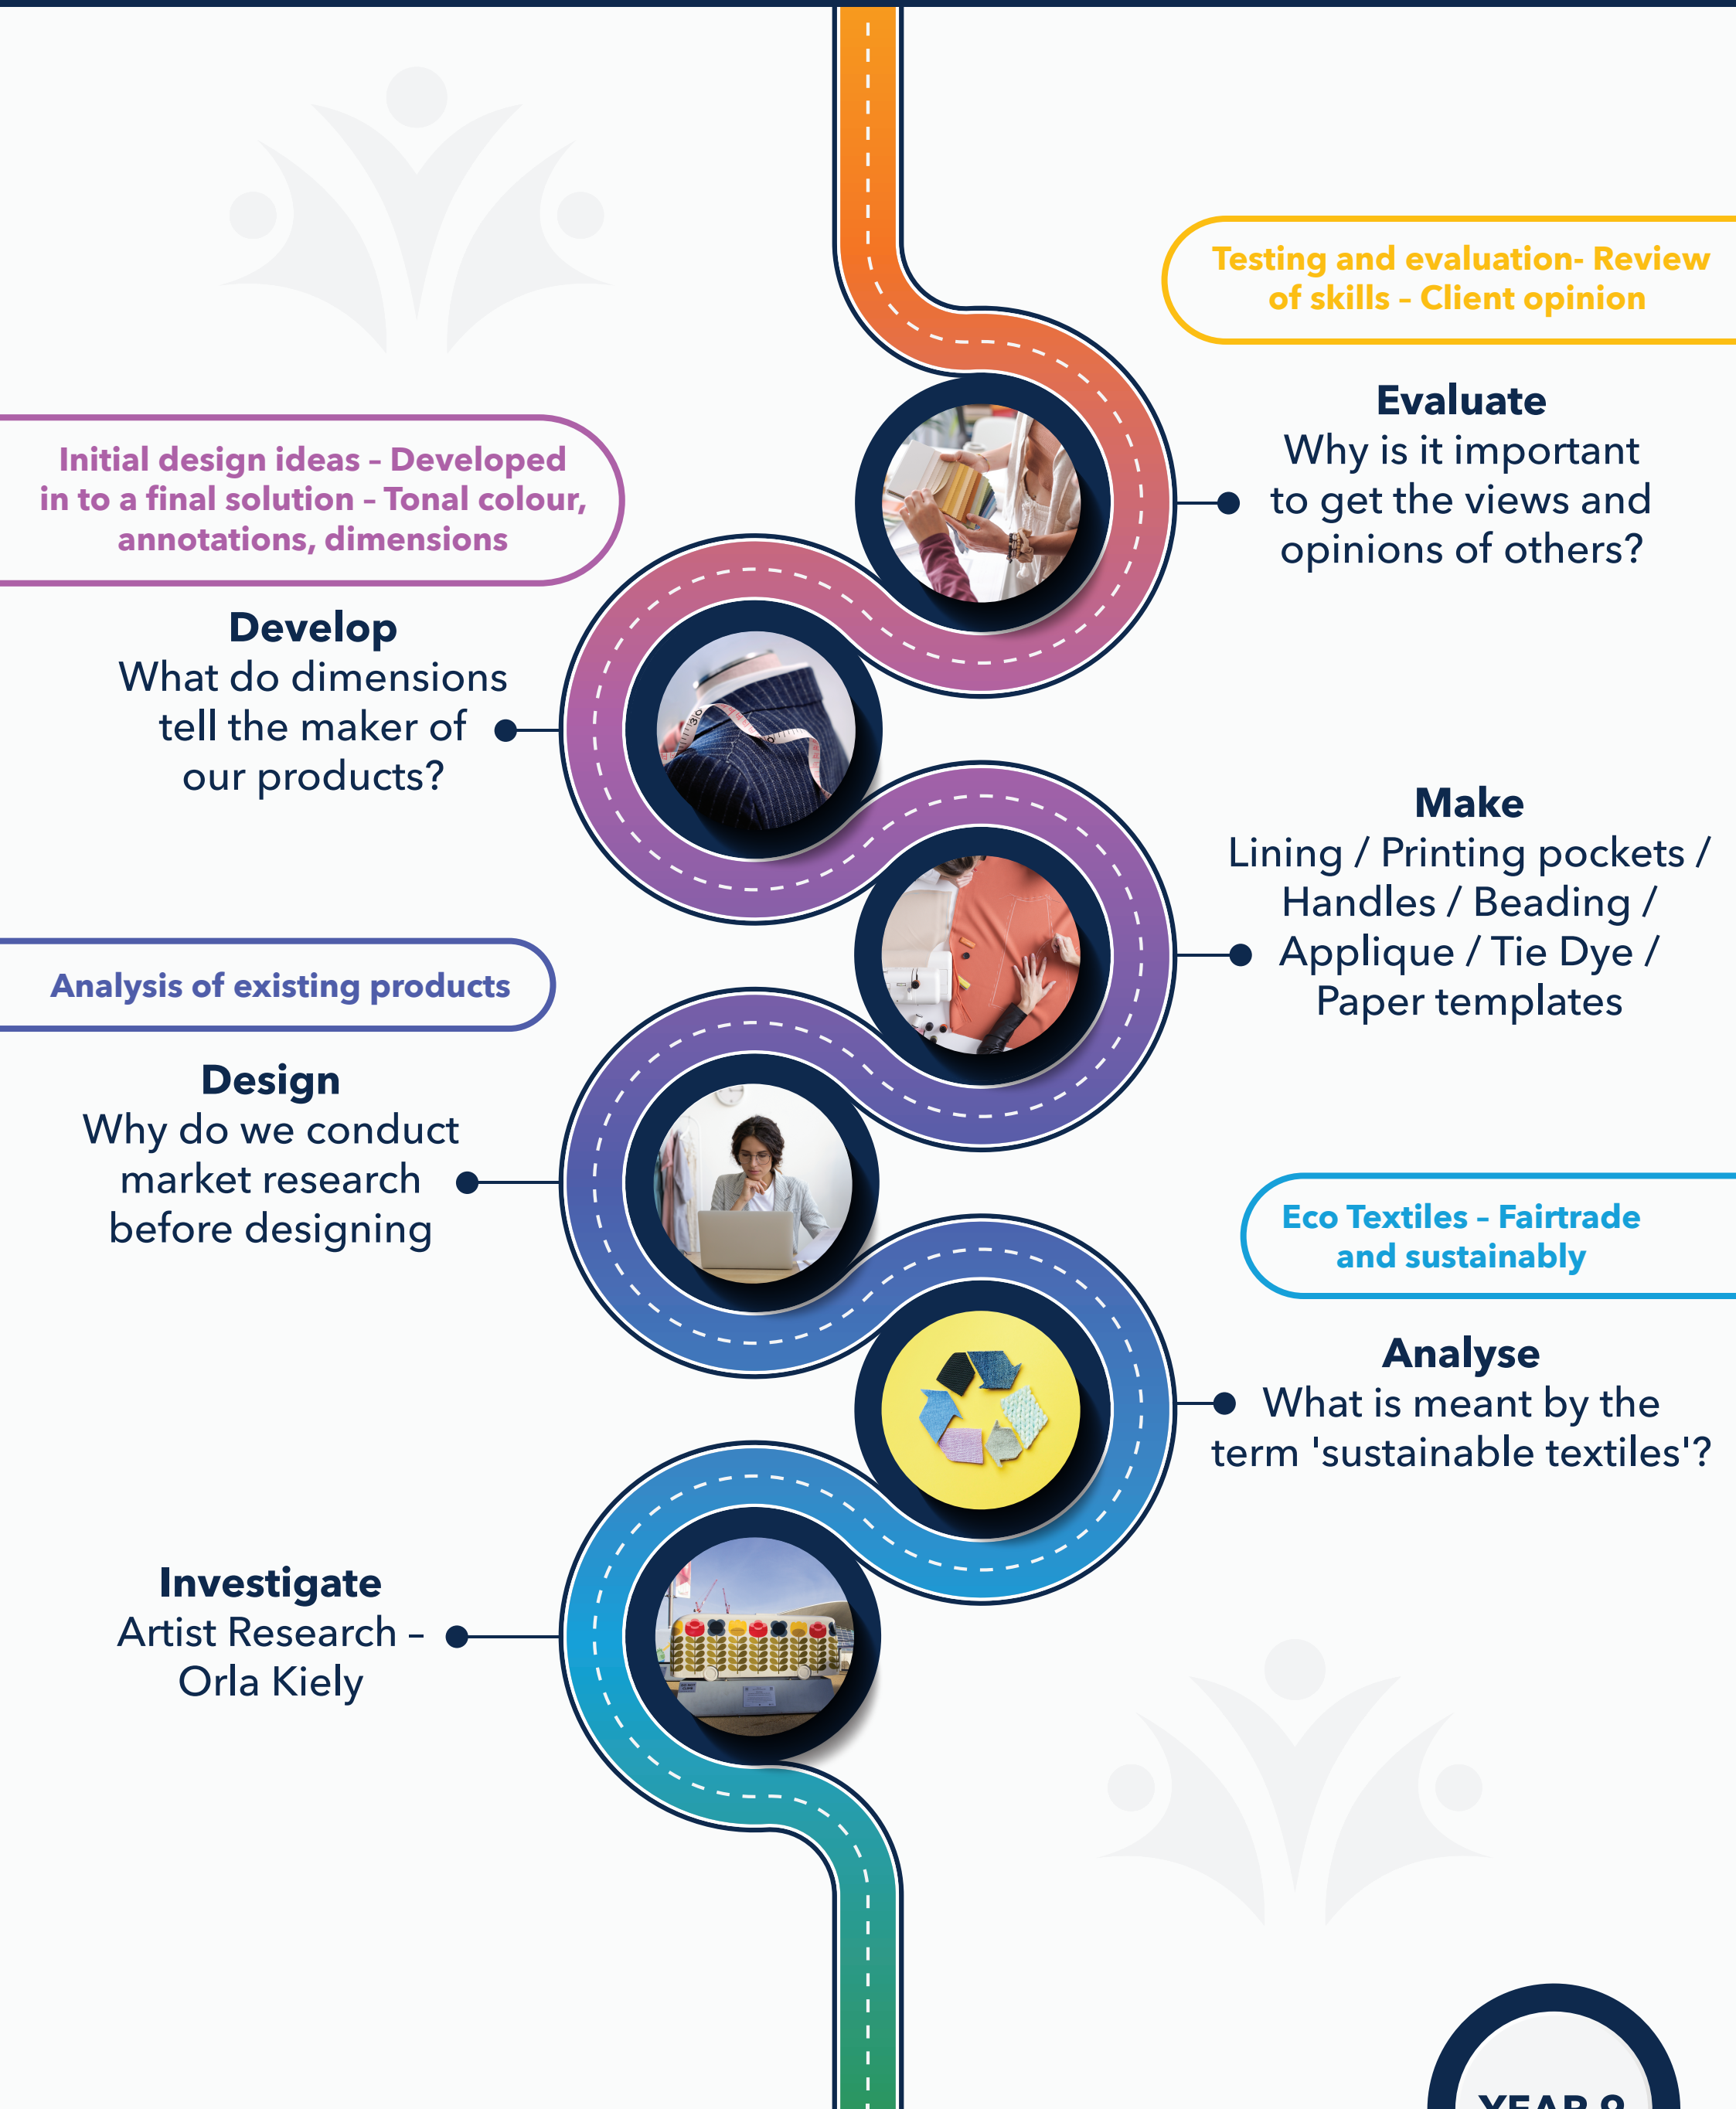 Testing and evaluation- Review
of skills – Client opinion
Evaluate
Why is it important
to get the views and
opinions of others?
Initial design ideas – Developed
in to a final solution – Tonal colour,
annotations, dimensions
Develop
What do dimensions
tell the maker of
our products?
Make
Lining / Printing pockets /
Handles / Beading /
Applique / Tie Dye /
Paper templates
Analysis of existing products
Design
Why do we conduct
market research
before designing
Eco Textiles – Fairtrade
and sustainably
Analyse
What is meant by the
term 'sustainable textiles'?
Investigate
Artist Research –
Orla Kiely
YEAR